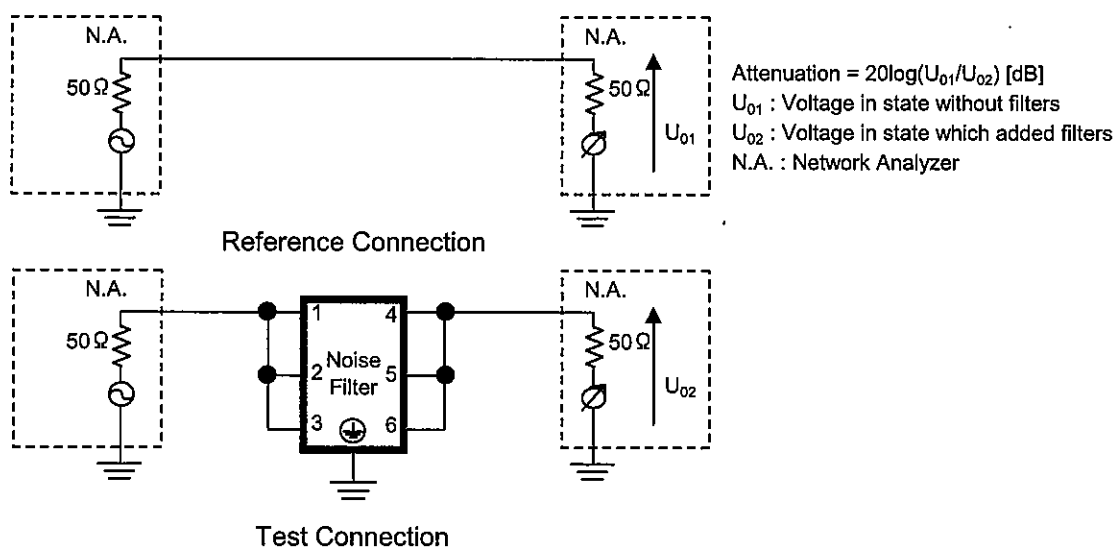 N.A.
N.A.
50Ω
50Ω
U01
Attenuation = 20log(U01/U02) [dB]
U01 : Voltage in state without filters
U02 : Voltage in state which added filters
N.A. : Network Analyzer
Reference Connection
N.A.
N.A.
50Ω
1
4
2
Noise
5
Filter
3
6
50Ω
U02
Test Connection